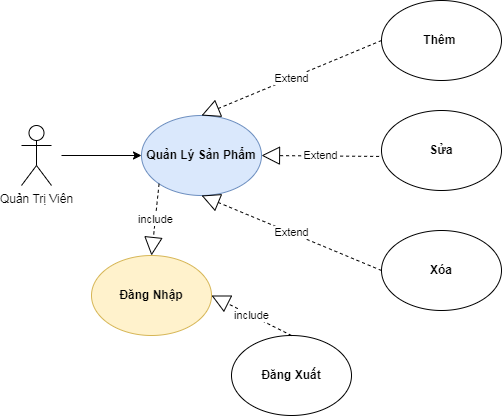 Thêm
Extend
Quản Lý Sản Phẩm
Extend
Sửa
Quản Trị Viên
include
Extend
Xóa
Đăng Nhập
include
Đăng Xuất